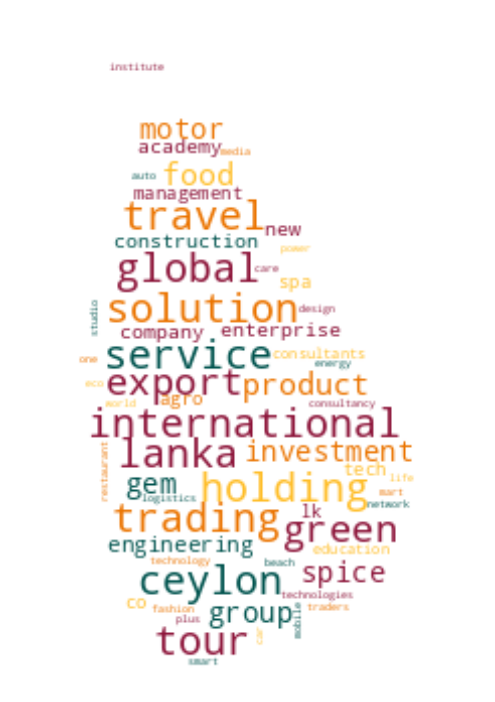 institute
motor
academy media
auto food
management
travel new
construction power
global care
spa
studio solution design
company enterprise
one service consultants
energy
eco export product
world agro consultancy
international
lanka investment
restaurant tech life
gem holding mart
logistics network
trading lk
green
engineering education
technology beach
ceylon spice
technologies
co fashion group traders
plus mobile
tour car
smart